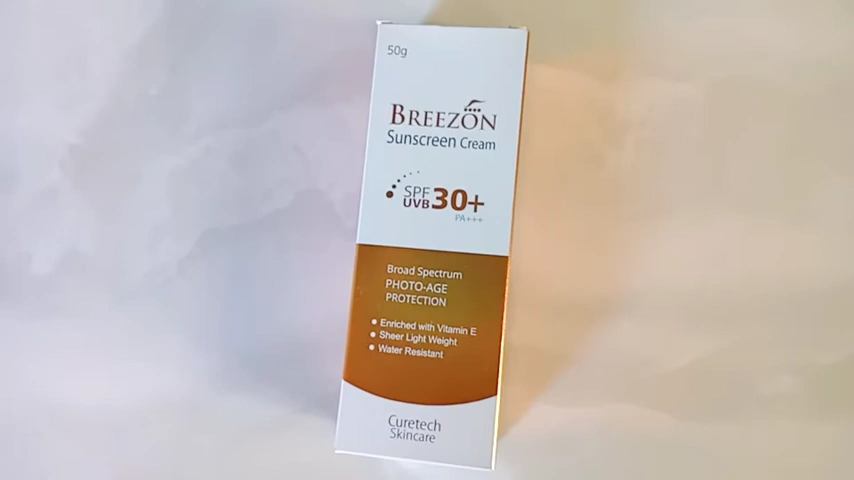 50g
BREEZON
Sunscreen Cream
SPF
UVB 30+
PA+++
Broad Spectrum
PHOTO-AGE
PROTECTION
Enriched with Vitamin E
Sheer Light Weight
Water Resistant
Curetech
Skincare